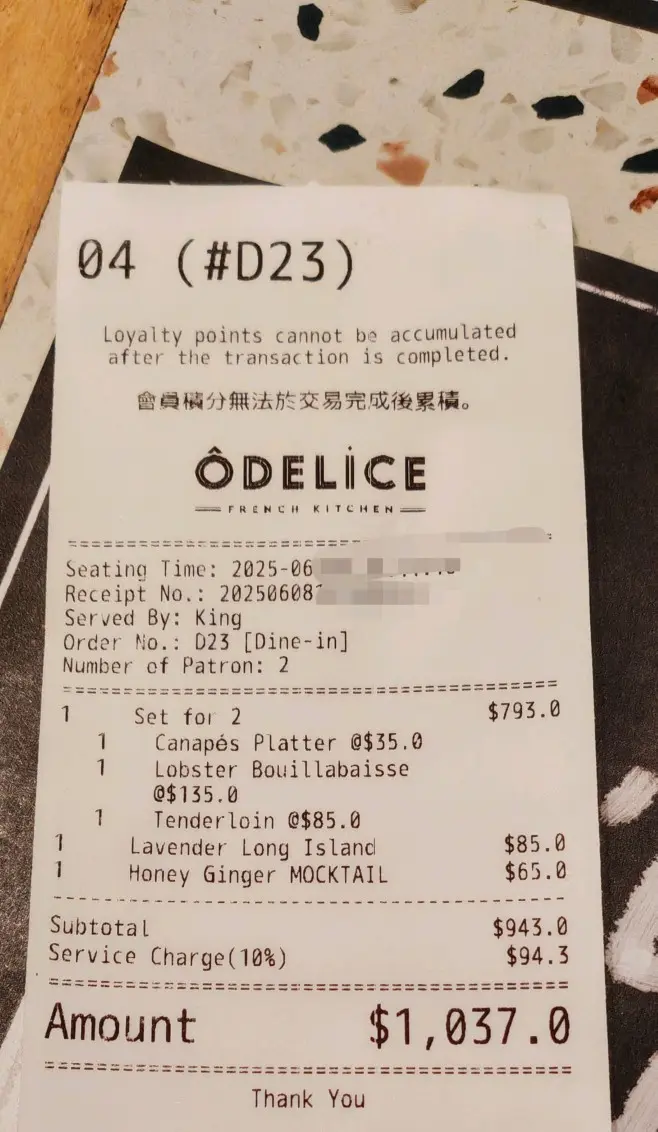 04 (#D23)
Loyalty points cannot be accumulated
after the transaction is completed.
會員積分無法於交易完成後累積。
ÔDELICE
FRENCH KITCHEN
Seating Time: 2025-06
Receipt No.: 20250608
Served By: King
Order No.: D23 [Dine-in]
Number of Patron: 2
1 Set for 2 $793.0
1 Canapés Platter @$35.0
1 Lobster Bouillabaisse
@$135.0
1 Tenderloin @$85.0
1 Lavender Long Island $85.0
1 Honey Ginger MOCKTAIL $65.0
Subtotal $943.0
Service Charge(10%) $94.3
Amount $1,037.0
Thank You